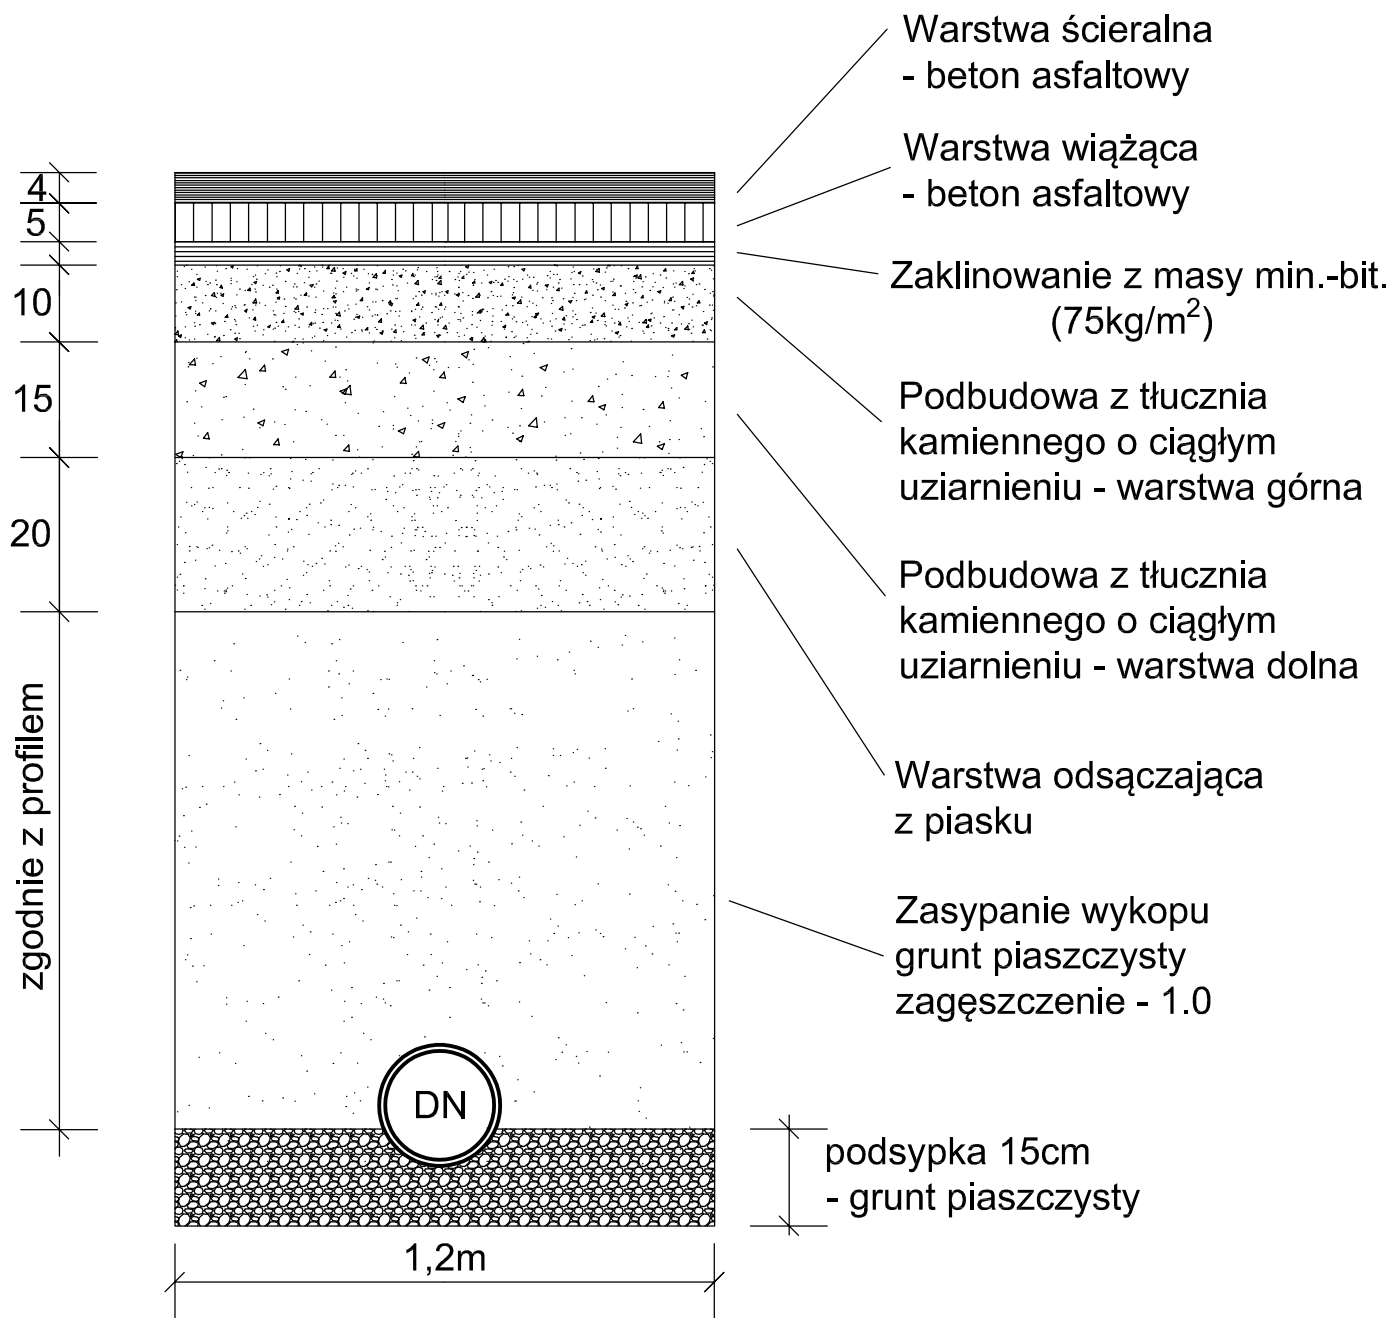 Warstwa ścieralna
- beton asfaltowy
Warstwa wiążąca
- beton asfaltowy
Zaklinowanie z masy min.-bit.
(75kg/m²)
Podbudowa z tłucznia
kamiennego o ciągłym
uziarnieniu - warstwa górna
Podbudowa z tłucznia
kamiennego o ciągłym
uziarnieniu - warstwa dolna
Warstwa odsączająca
z piasku
Zasypanie wykopu
grunt piaszczysty
zagęszczenie - 1.0
podsypka 15cm
- grunt piaszczysty
4
5
10
15
20
zgodnie z profilem
DN
1,2m